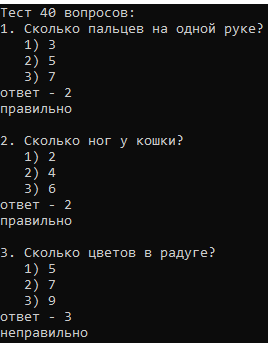 Тест 40 вопросов:
1. Сколько пальцев на одной руке?
1) 3
2) 5
3) 7
ответ - 2
правильно
2. Сколько ног у кошки?
1) 2
2) 4
3) 6
ответ - 2
правильно
3. Сколько цветов в радуге?
1) 5
2) 7
3) 9
ответ - 3
неправильно